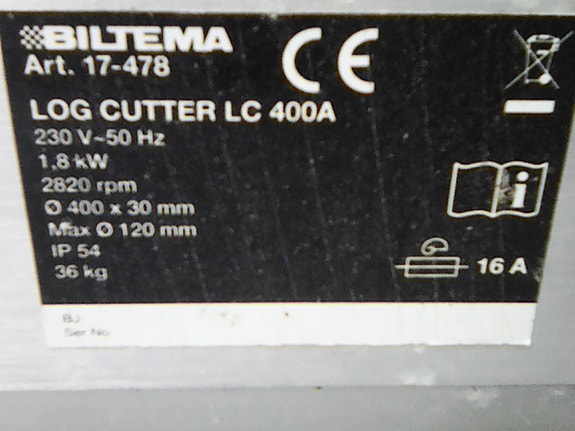 BILTEMA
Art. 17-478
CE
LOG CUTTER LC 400A
230 V~50 Hz
1,8 kW
2820 rpm
Ø 400 x 30 mm
Max Ø 120 mm
IP 54
36 kg
i
16 A
BJ:
Ser No